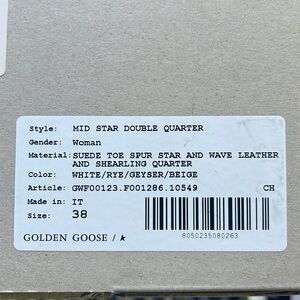 Style: MID STAR DOUBLE QUARTER
Gender: Woman
Material: SUEDE TOE SPUR STAR AND WAVE LEATHER
AND SHEARLING QUARTER
Color: WHITE/RYE/GEYSER/BEIGE
Article: GWF00123.F001286.10549 CH
Made in: IT
Size: 38
GOLDEN GOOSE / ★ 8050235080263